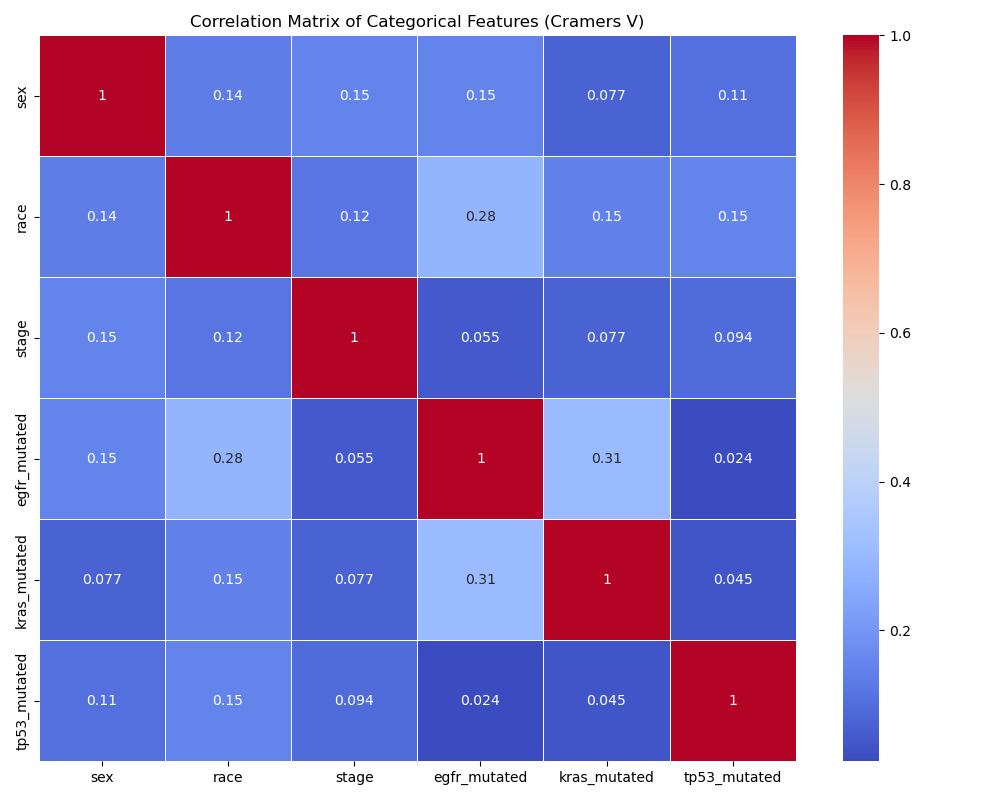 Correlation Matrix of Categorical Features (Cramers V)
sex 1 0.14 0.15 0.15 0.077 0.11
race 0.14 1 0.12 0.28 0.15 0.15
stage 0.15 0.12 1 0.055 0.077 0.094
egfr_mutated 0.15 0.28 0.055 1 0.31 0.024
kras_mutated 0.077 0.15 0.077 0.31 1 0.045
tp53_mutated 0.11 0.15 0.094 0.024 0.045 1
sex race stage egfr_mutated kras_mutated tp53_mutated
1.0
0.8
0.6
0.4
0.2